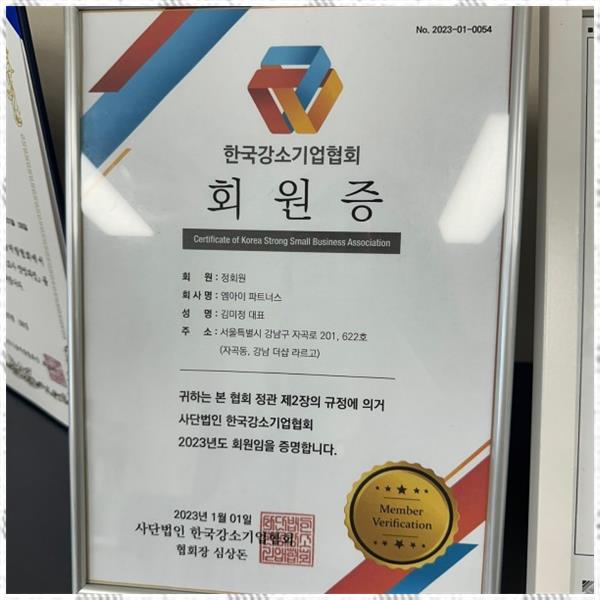 No. 2023-01-0054
한국강소기업협회
회원증
Certificate of Korea Strong Small Business Association
회 원 : 정회원
회사명 : 엠아이 파트너스
성 명 : 김미정 대표
주 소 : 서울특별시 강남구 자곡로 201, 622호
(자곡동, 강남 더샵 라르고)
귀하는 본 협회 정관 제2장의 규정에 의거
사단법인 한국강소기업협회
2023년도 회원임을 증명합니다.
2023년 1월 01일
사단법인 한국강소기업협회
협회장 심상돈
Member
Verification